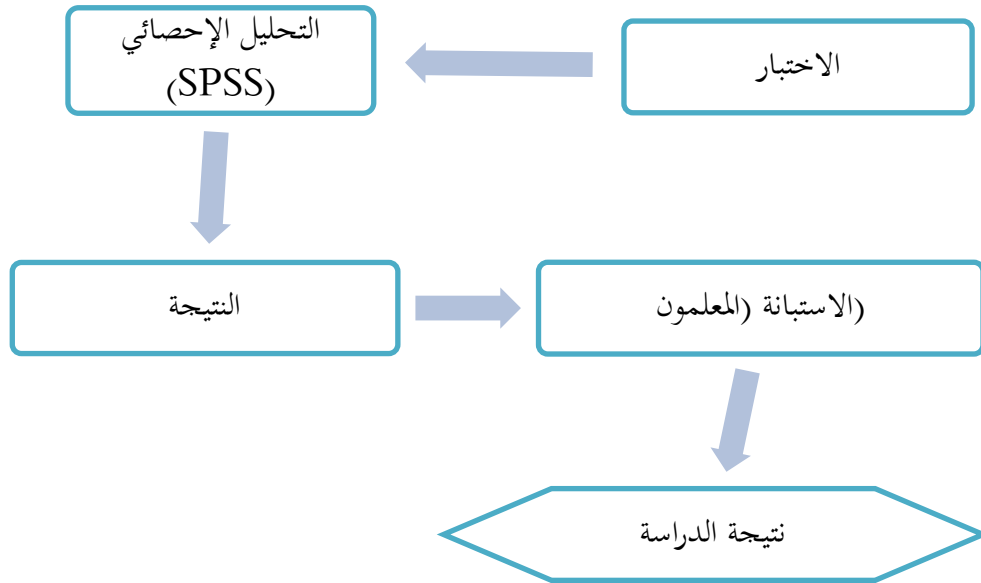 الاختبار
التحليل الإحصائي
(SPSS)
النتيجة
الاستبانة (المعلمون)
نتيجة الدراسة